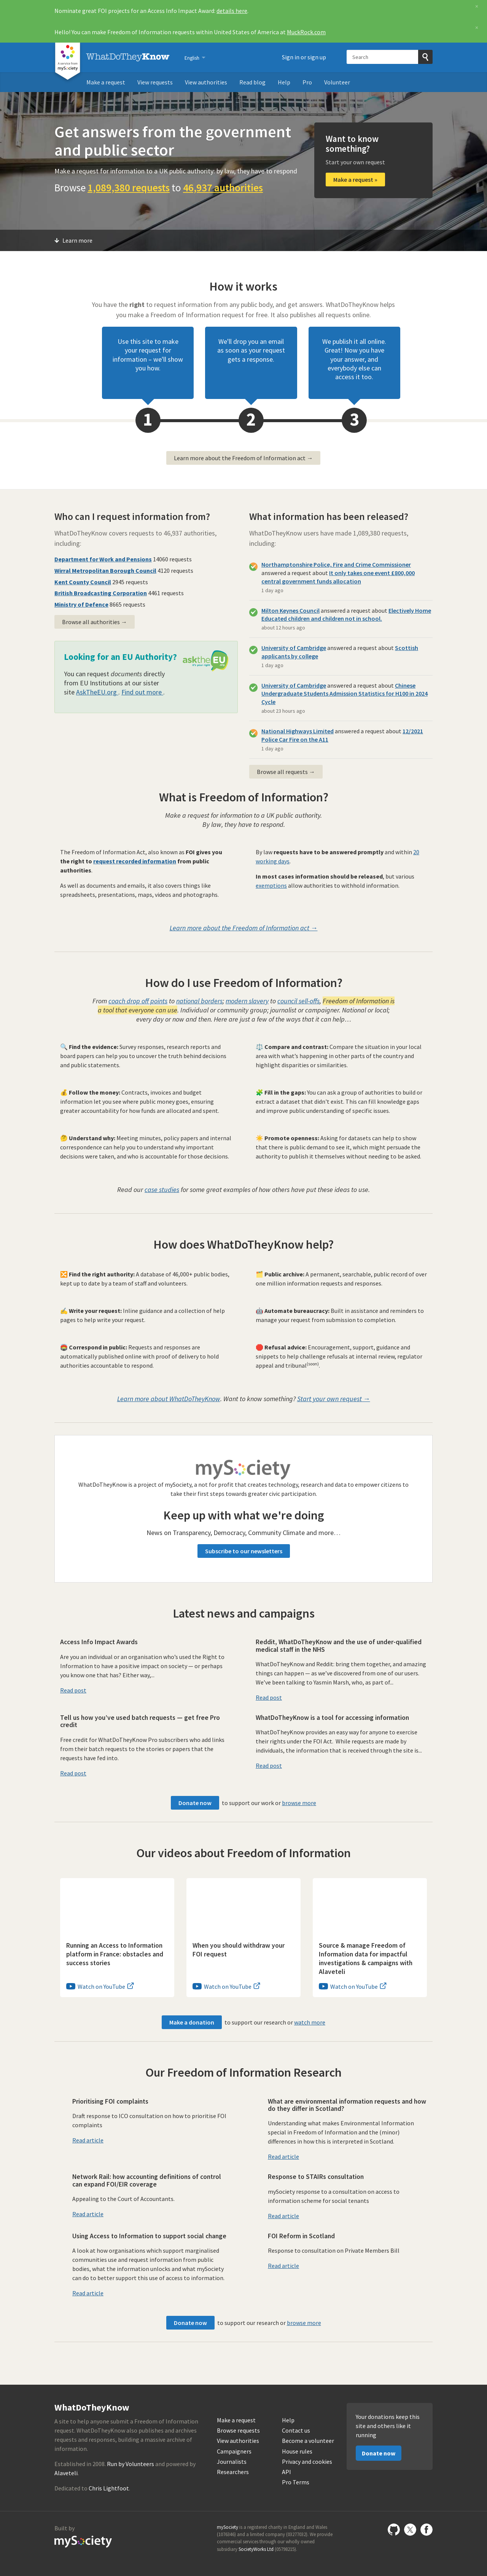 Nominate great FOI projects for an Access Info Impact Award: details here
Hello! You can make Freedom of Information requests within United States of America at MuckRock.com
A service from mySociety
WhatDoTheyKnow
English
Sign in or sign up
Search
Make a request
View requests
View authorities
Read blog
Help
Pro
Volunteer
Get answers from the government
and public sector
Make a request for information to a UK public authority: by law, they have to respond
Browse 1,089,380 requests to 46,937 authorities
Want to know
something?
Start your own request
Make a request »
Learn more
How it works
You have the right to request information from any public body, and get answers. WhatDoTheyKnow helps
you make a Freedom of Information request for free. It also publishes all requests online.
Use this site to make
your request for
information – we'll show
you how.
We'll drop you an email
as soon as your request
gets a response.
We publish it all online.
Great! Now you have
your answer, and
everybody else can
access it too.
1
2
3
Learn more about the Freedom of Information act →
Who can I request information from?
WhatDoTheyKnow covers requests to 46,937 authorities,
including:
Department for Work and Pensions 14060 requests
Wirral Metropolitan Borough Council 4120 requests
Kent County Council 2945 requests
British Broadcasting Corporation 4461 requests
Ministry of Defence 8665 requests
Browse all authorities →
Looking for an EU Authority?
asktheEU
You can request documents directly
from EU Institutions at our sister
site AskTheEU.org. Find out more.
What information has been released?
WhatDoTheyKnow users have made 1,089,380 requests,
including:
Northamptonshire Police, Fire and Crime Commissioner
answered a request about It only takes one event £800,000
central government funds allocation
1 day ago
Milton Keynes Council answered a request about Electively Home
Educated children and children not in school.
about 12 hours ago
University of Cambridge answered a request about Scottish
applicants by college
1 day ago
University of Cambridge answered a request about Chinese
Undergraduate Students Admission Statistics for H100 in 2024
Cycle
about 23 hours ago
National Highways Limited answered a request about 12/2021
Police Car Fire on the A11
1 day ago
Browse all requests →
What is Freedom of Information?
Make a request for information to a UK public authority.
By law, they have to respond.
The Freedom of Information Act, also known as FOI gives you
the right to request recorded information from public
authorities.
As well as documents and emails, it also covers things like
spreadsheets, presentations, maps, videos and photographs.
By law requests have to be answered promptly and within 20
working days.
In most cases information should be released, but various
exemptions allow authorities to withhold information.
Learn more about the Freedom of Information act →
How do I use Freedom of Information?
From coach drop off points to national borders; modern slavery to council sell-offs, Freedom of Information is
a tool that everyone can use. Individual or community group; journalist or campaigner. National or local;
every day or now and then. Here are just a few of the ways that it can help…
🔍 Find the evidence: Survey responses, research reports and
board papers can help you to uncover the truth behind decisions
and public statements.
⚖️ Compare and contrast: Compare the situation in your local
area with what's happening in other parts of the country and
highlight disparities or similarities.
💰 Follow the money: Contracts, invoices and budget
information let you see where public money goes, ensuring
greater accountability for how funds are allocated and spent.
🧩 Fill in the gaps: You can ask a group of authorities to build or
extract a dataset that didn't exist. This can fill knowledge gaps
and improve public understanding of specific issues.
🤔 Understand why: Meeting minutes, policy papers and internal
correspondence can help you to understand why important
decisions were taken, and who is accountable for those decisions.
☀️ Promote openness: Asking for datasets can help to show
that there is public demand to see it, which might persuade the
authority to publish it themselves without needing to be asked.
Read our case studies for some great examples of how others have put these ideas to use.
How does WhatDoTheyKnow help?
🔀 Find the right authority: A database of 46,000+ public bodies,
kept up to date by a team of staff and volunteers.
🗂️ Public archive: A permanent, searchable, public record of over
one million information requests and responses.
✍️ Write your request: Inline guidance and a collection of help
pages to help write your request.
🤖 Automate bureaucracy: Built in assistance and reminders to
manage your request from submission to completion.
📮 Correspond in public: Requests and responses are
automatically published online with proof of delivery to hold
authorities accountable to respond.
🛑 Refusal advice: Encouragement, support, guidance and
snippets to help challenge refusals at internal review, regulator
appeal and tribunal(soon)
Learn more about WhatDoTheyKnow. Want to know something? Start your own request →
mySociety
WhatDoTheyKnow is a project of mySociety, a not for profit that creates technology, research and data to empower citizens to
take their first steps towards greater civic participation.
Keep up with what we're doing
News on Transparency, Democracy, Community Climate and more…
Subscribe to our newsletters
Latest news and campaigns
Access Info Impact Awards
Are you an individual or an organisation who's used the Right to
Information to have a positive impact on society — or perhaps
you know one that has? Either way,...
Read post
Reddit, WhatDoTheyKnow and the use of under-qualified
medical staff in the NHS
WhatDoTheyKnow and Reddit: bring them together, and amazing
things can happen — as we've discovered from one of our users.
We've been talking to Yasmin Marsh, who, as part of...
Read post
Tell us how you've used batch requests — get free Pro
credit
Free credit for WhatDoTheyKnow Pro subscribers who add links
from their batch requests to the stories or papers that the
requests have fed into.
Read post
WhatDoTheyKnow is a tool for accessing information
WhatDoTheyKnow provides an easy way for anyone to exercise
their rights under the FOI Act. While requests are made by
individuals, the information that is received through the site is...
Read post
Donate now to support our work or browse more
Our videos about Freedom of Information
Running an Access to Information
platform in France: obstacles and
success stories
Watch on YouTube
When you should withdraw your
FOI request
Watch on YouTube
Source & manage Freedom of
Information data for impactful
investigations & campaigns with
Alaveteli
Watch on YouTube
Make a donation to support our research or watch more
Our Freedom of Information Research
Prioritising FOI complaints
Draft response to ICO consultation on how to prioritise FOI
complaints
Read article
What are environmental information requests and how
do they differ in Scotland?
Understanding what makes Environmental Information
special in Freedom of Information and the (minor)
differences in how this is interpreted in Scotland.
Read article
Network Rail: how accounting definitions of control
can expand FOI/EIR coverage
Appealing to the Court of Accountants.
Read article
Response to STAIRs consultation
mySociety response to a consultation on access to
information scheme for social tenants
Read article
Using Access to Information to support social change
A look at how organisations which support marginalised
communities use and request information from public
bodies, what the information unlocks and what mySociety
can do to better support this use of access to information
Read article
FOI Reform in Scotland
Response to consultation on Private Members Bill
Read article
Donate now to support our research or browse more
WhatDoTheyKnow
A site to help anyone submit a Freedom of Information
request. WhatDoTheyKnow also publishes and archives
requests and responses, building a massive archive of
information.
Established in 2008. Run by Volunteers and powered by
Alaveteli
Dedicated to Chris Lightfoot.
Make a request
Browse requests
View authorities
Campaigners
Journalists
Researchers
Help
Contact us
Become a volunteer
House rules
Privacy and cookies
API
Pro Terms
Your donations keep this
site and others like it
running
Donate now
Built by
mySociety
mySociety is a registered charity in England and Wales
(1076346) and a limited company (03277032). We provide
commercial services through our wholly owned
subsidiary SocietyWorks Ltd (05798215).